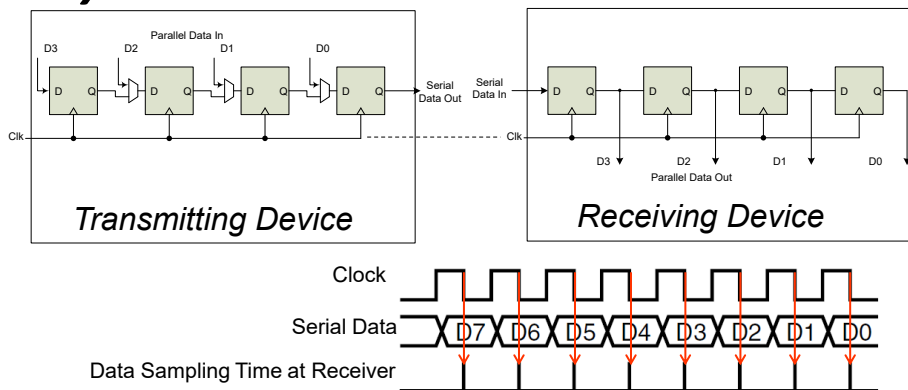 Parallel Data In
D3 D2 D1 D0
D Q D Q D Q D Q
Serial
Data Out
Clk
Transmitting Device
Serial
Data In
D Q D Q D Q D Q
Clk
D3 D2 D1 D0
Parallel Data Out
Receiving Device
Clock
Serial Data D7 D6 D5 D4 D3 D2 D1 D0
Data Sampling Time at Receiver